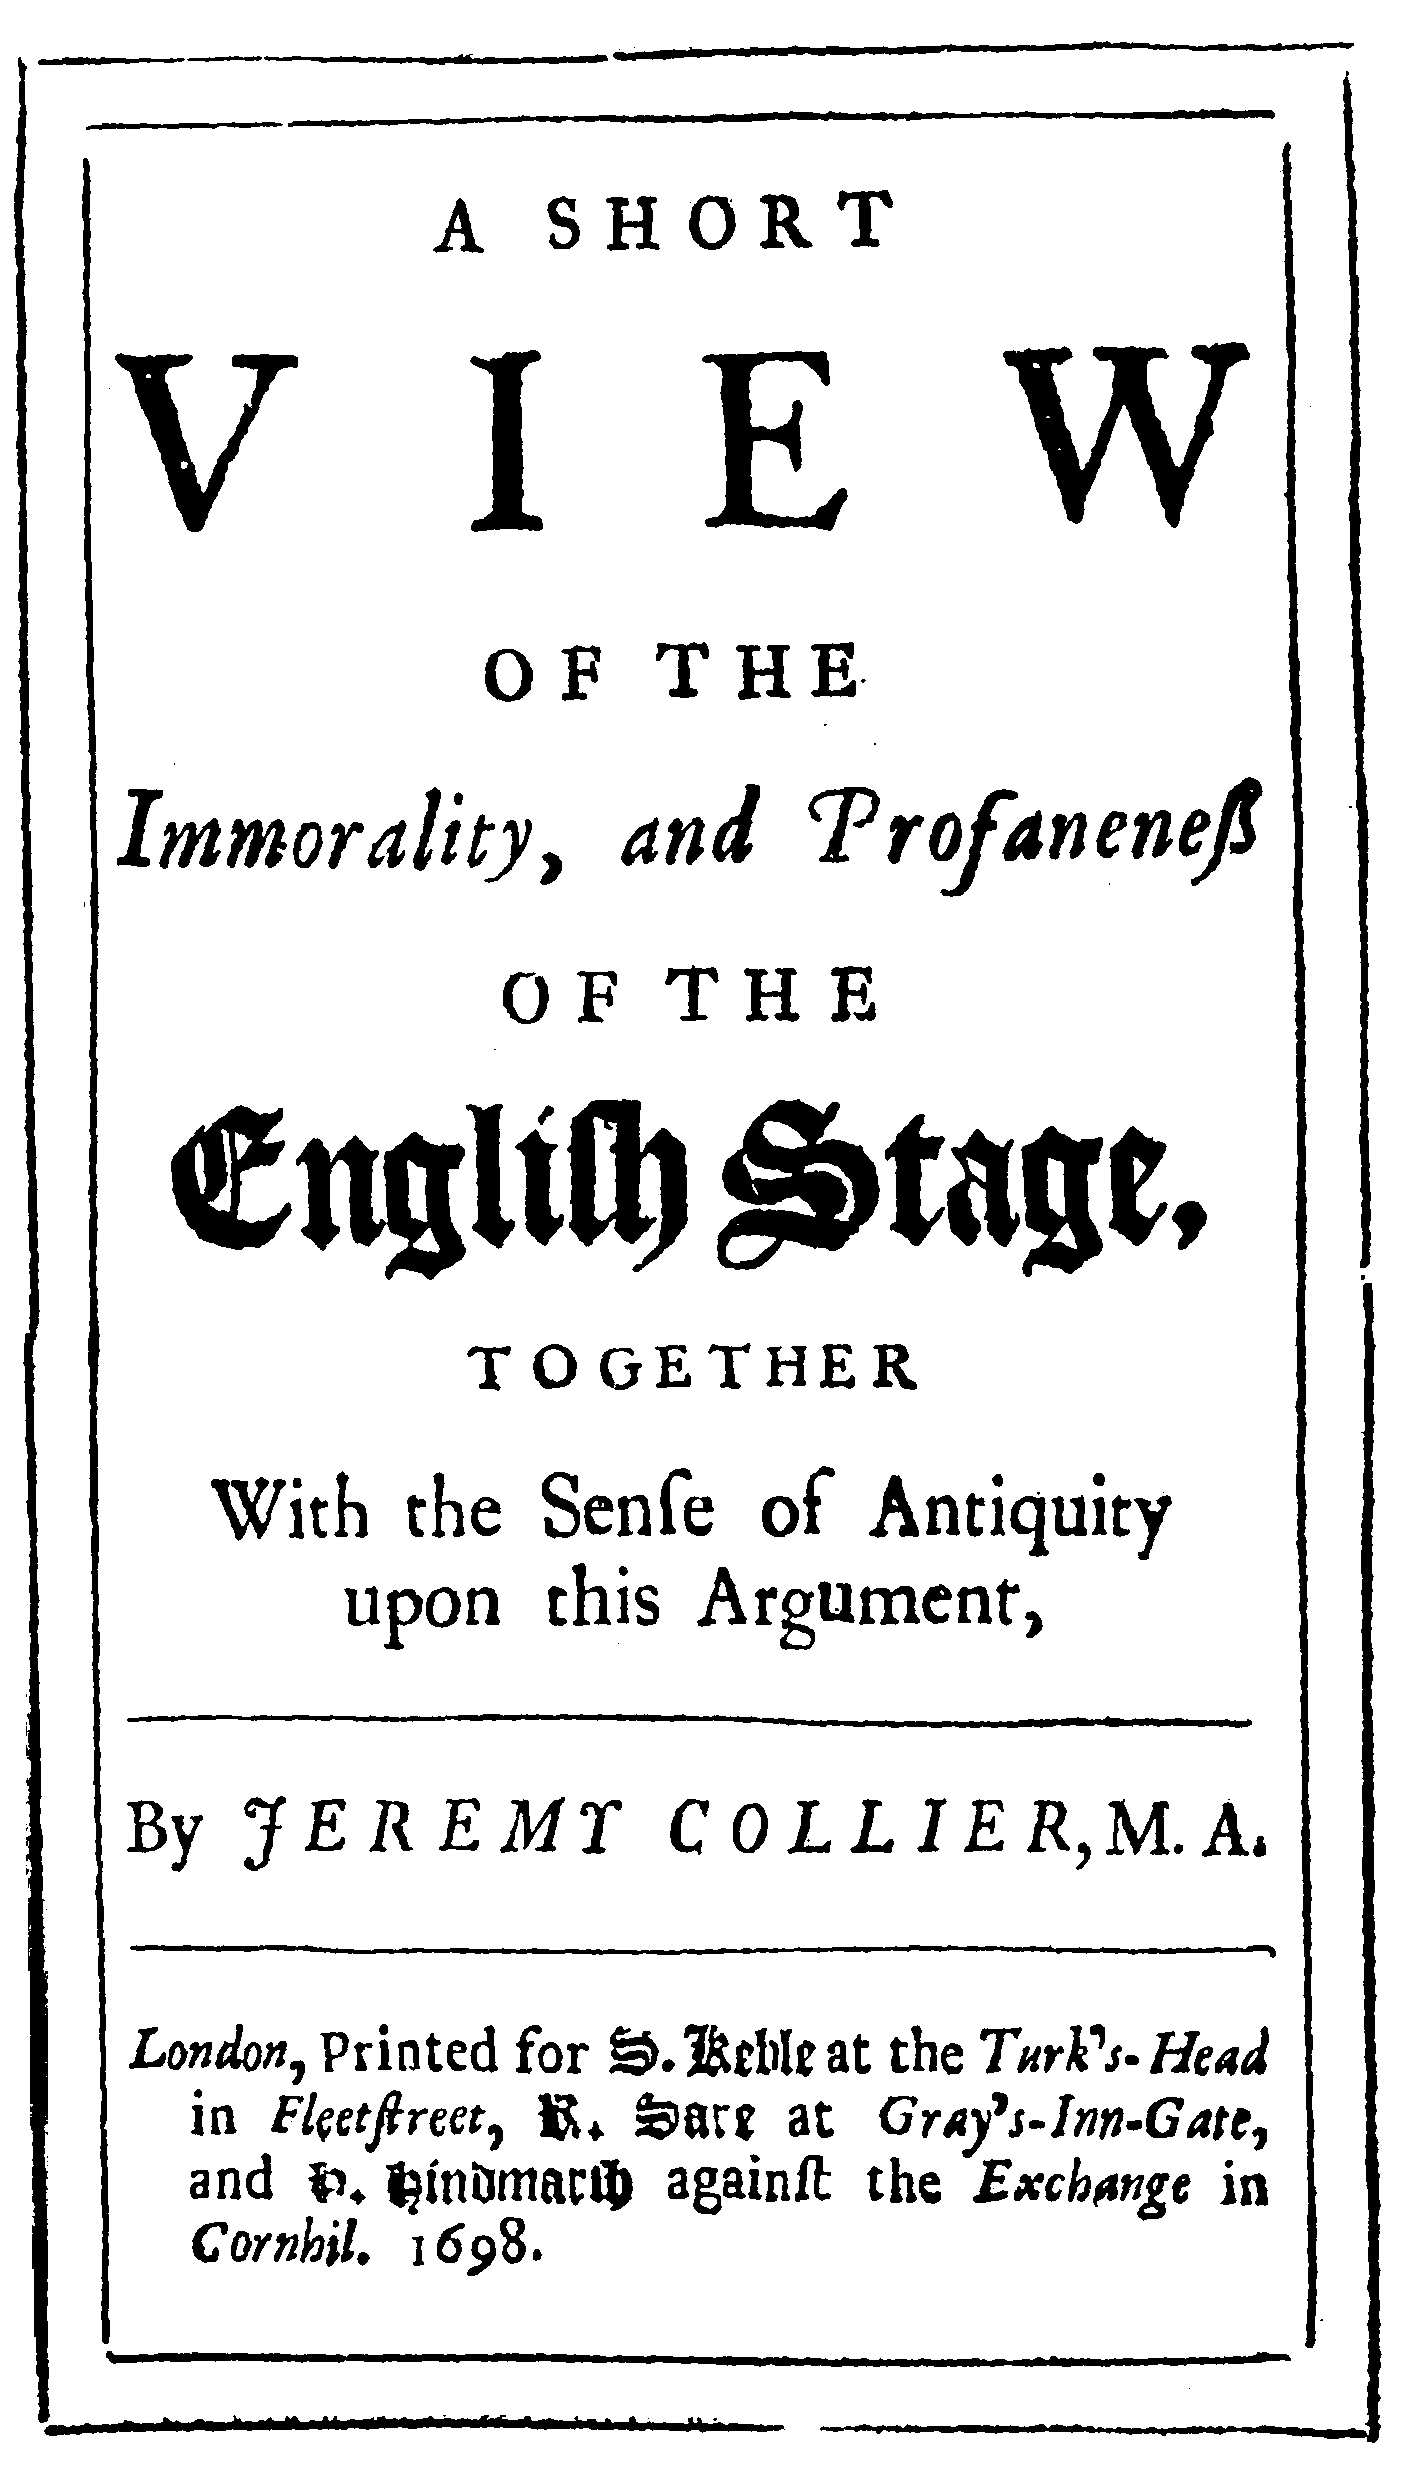 A SHORT
VIEW
OF THE
Immorality, and Profaneneſs
OF THE
Engliſh Stage,
TOGETHER
With the Senſe of Antiquity
upon this Argument,
By JEREMY COLLIER, M. A.
London, Printed for S. Keble at the Turk's-Head
in Fleetſtreet, R. Sare at Gray's-Inn-Gate,
and H. Hindmarſh againſt the Exchange in
Cornhil. 1698.